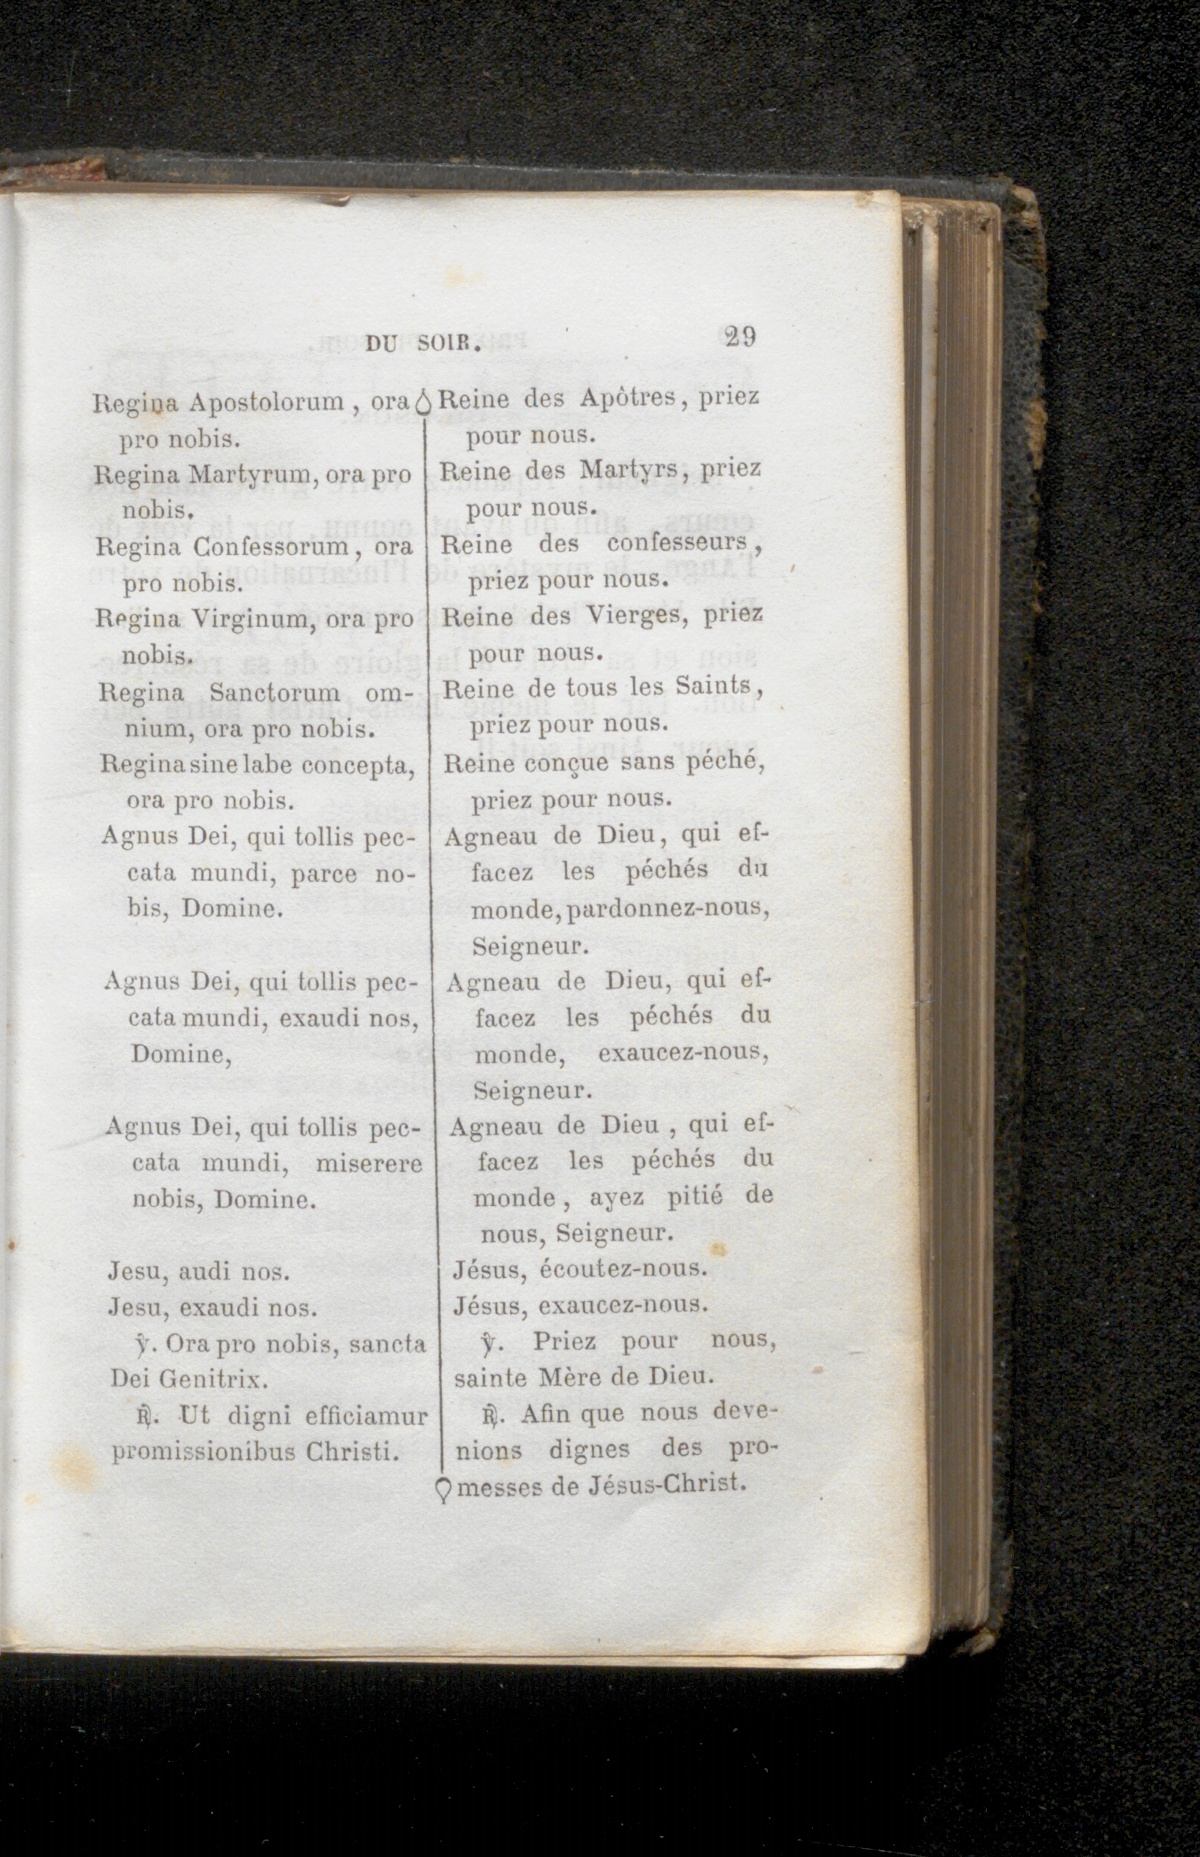 DU SOIR. 29
Regina Apostolorum, ora
pro nobis.
Regina Martyrum, ora pro
nobis.
Regina Confessorum, ora
pro nobis.
Regina Virginum, ora pro
nobis.
Regina Sanctorum om-
nium, ora pro nobis.
Regina sine labe concepta,
ora pro nobis.
Agnus Dei, qui tollis pec-
cata mundi, parce no-
bis, Domine.
Agnus Dei, qui tollis pec-
cata mundi, exaudi nos,
Domine,
Agnus Dei, qui tollis pec-
cata mundi, miserere
nobis, Domine.
Jesu, audi nos.
Jesu, exaudi nos.
℣. Ora pro nobis, sancta
Dei Genitrix.
℟. Ut digni efficiamur
promissionibus Christi.
Reine des Apôtres, priez
pour nous.
Reine des Martyrs, priez
pour nous.
Reine des confesseurs,
priez pour nous.
Reine des Vierges, priez
pour nous.
Reine de tous les Saints,
priez pour nous.
Reine conçue sans péché,
priez pour nous.
Agneau de Dieu, qui ef-
facez les péchés du
monde, pardonnez-nous,
Seigneur.
Agneau de Dieu, qui ef-
facez les péchés du
monde, exaucez-nous,
Seigneur.
Agneau de Dieu, qui ef-
facez les péchés du
monde, ayez pitié de
nous, Seigneur.
Jésus, écoutez-nous.
Jésus, exaucez-nous.
℣. Priez pour nous,
sainte Mère de Dieu.
℟. Afin que nous deve-
nions dignes des pro-
messes de Jésus-Christ.